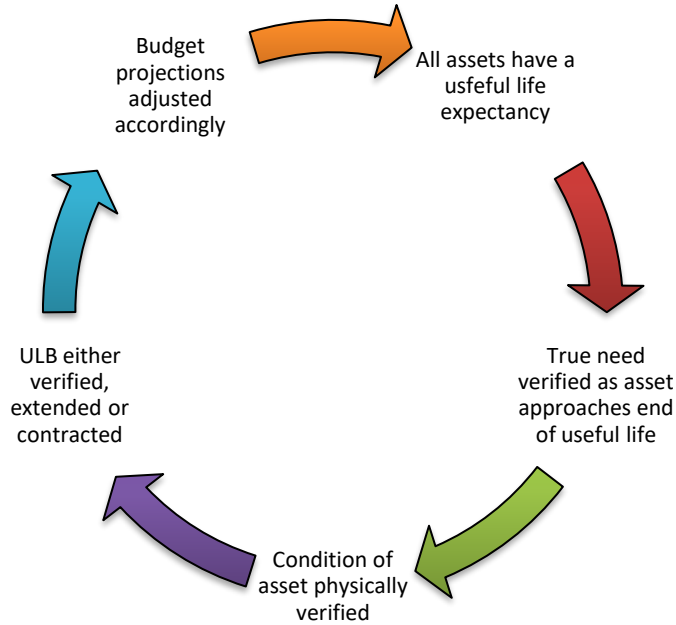 Budget
projections
adjusted
accordingly
All assets have a
usfeful life
expectancy
True need
verified as asset
approaches end
of useful life
Condition of
asset physically
verified
ULB either
verified,
extended or
contracted